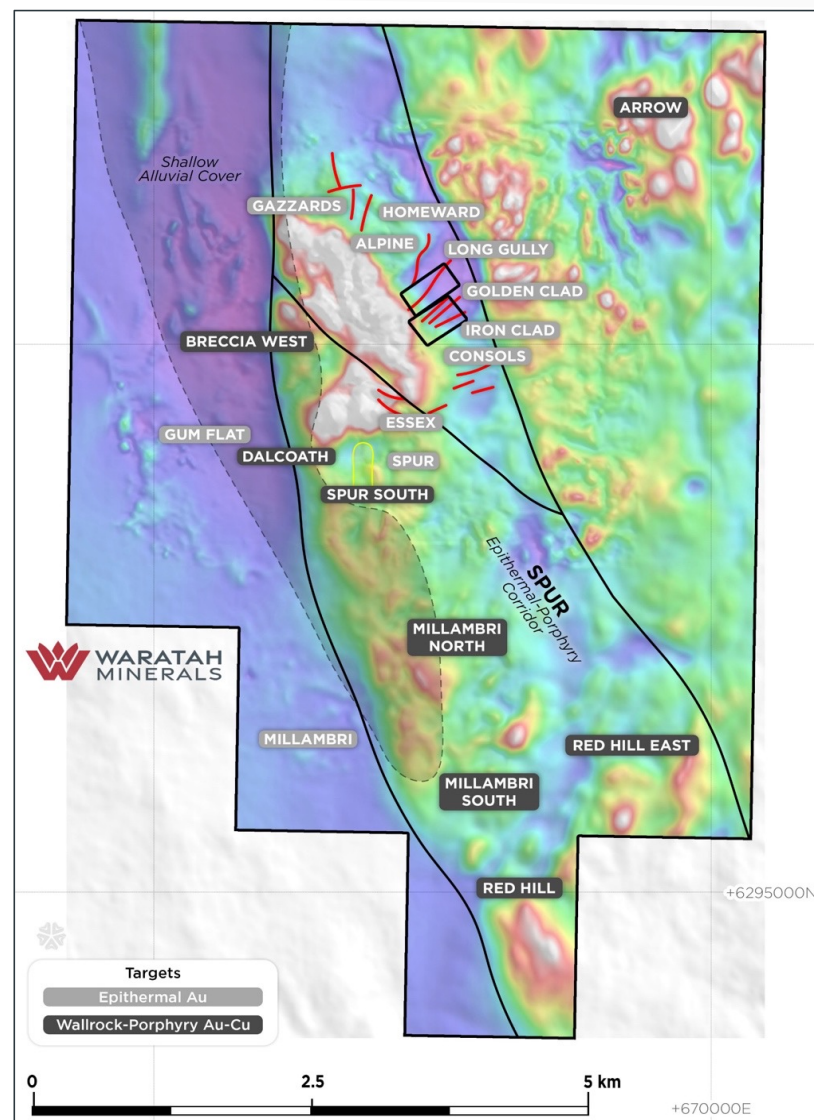 ARROW
Shallow
Alluvial Cover
GAZZARDS
HOMEWARD
ALPINE
LONG GULLY
GOLDEN CLAD
IRON CLAD
BRECCIA WEST
CONSOLS
ESSEX
GUM FLAT
DALCOATH
SPUR
SPUR SOUTH
SPUR
Epithermal-Porphyry
Corridor
MILLAMBRI
NORTH
WARATAH
MINERALS
MILLAMBRI
RED HILL EAST
MILLAMBRI
SOUTH
RED HILL
+6295000N
Targets
Epithermal Au
Wallrock-Porphyry Au-Cu
0 2.5 5 km
+670000E